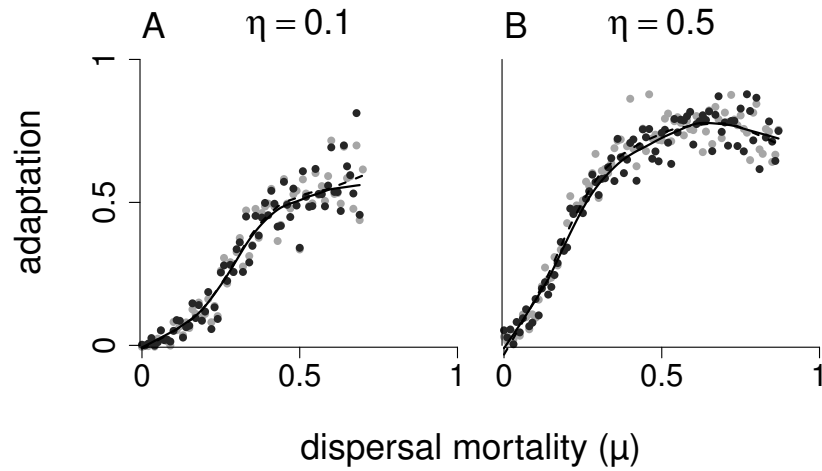 A η = 0.1 B η = 0.5
1
0.5
0
adaptation
0 0.5 1 0 0.5 1
dispersal mortality (μ)